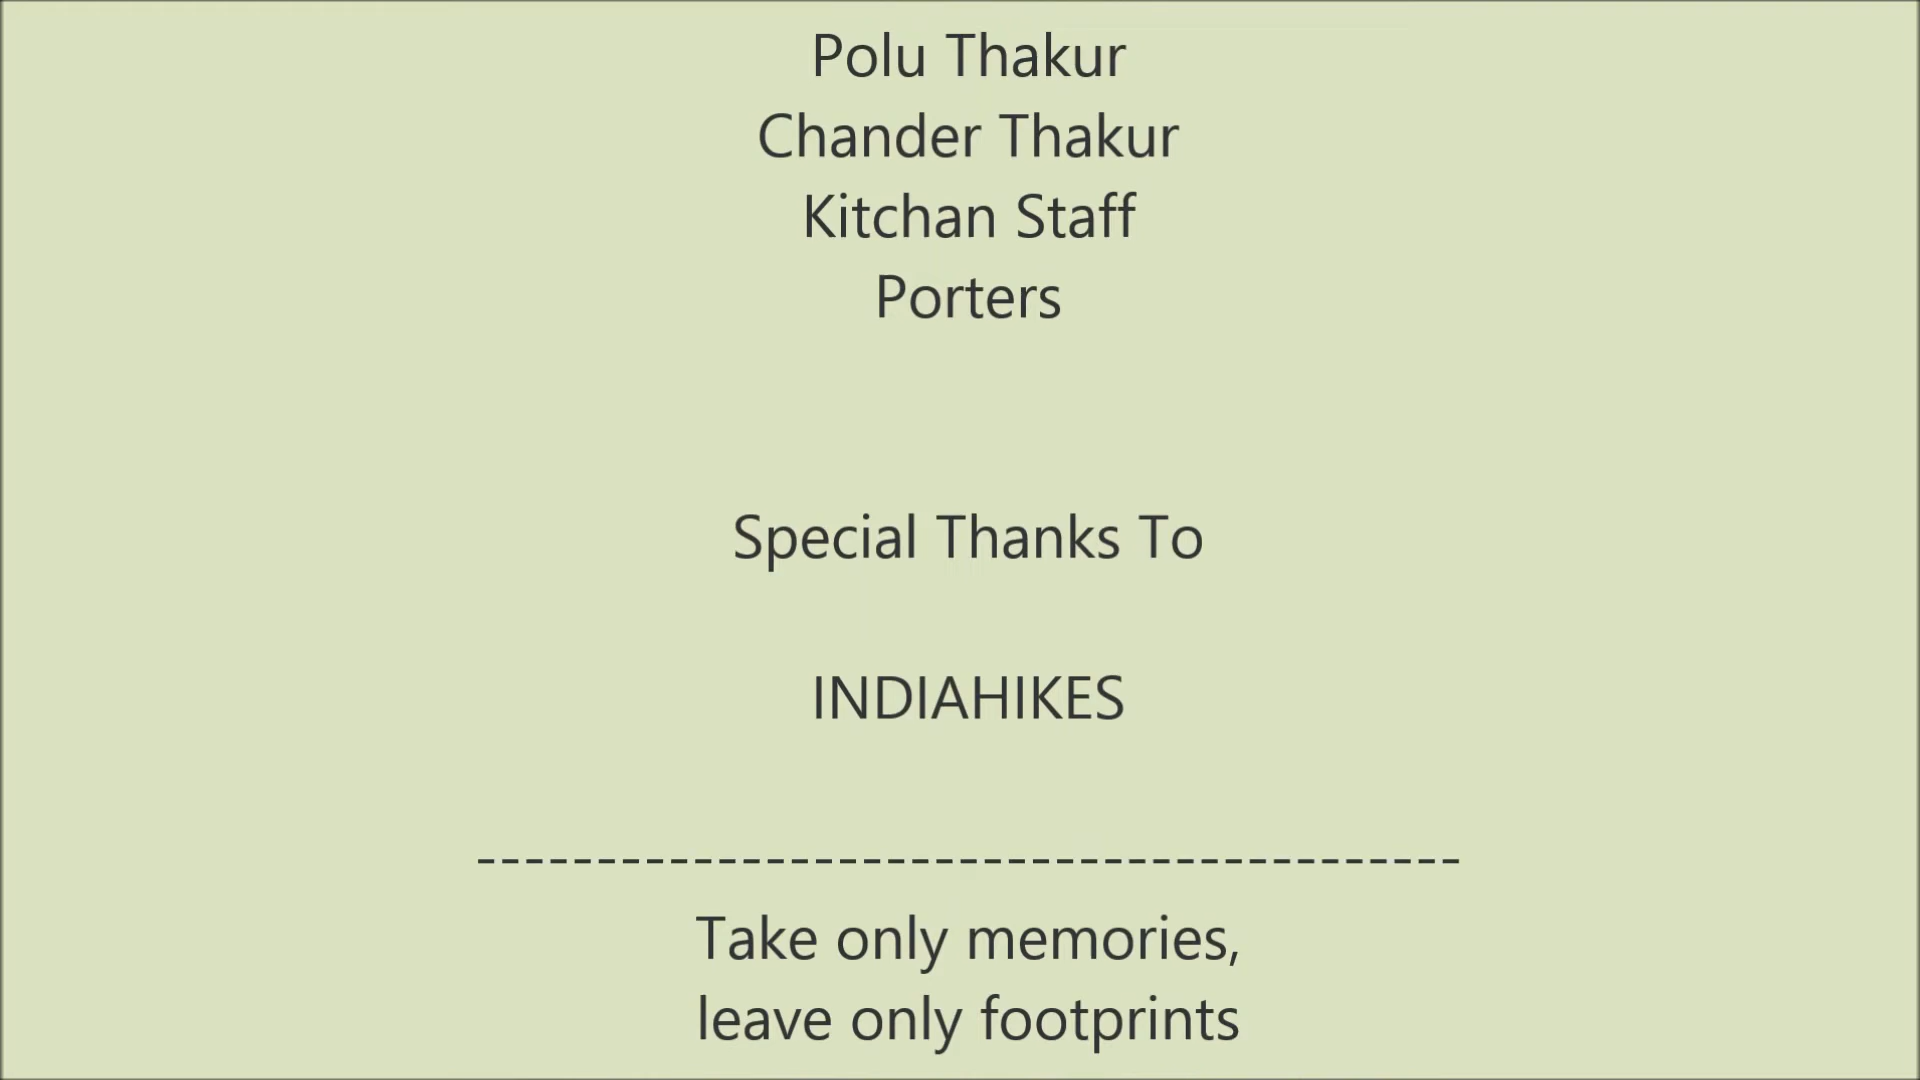 Polu Thakur
Chander Thakur
Kitchan Staff
Porters
Special Thanks To
INDIAHIKES
-----------------------------------------
Take only memories,
leave only footprints